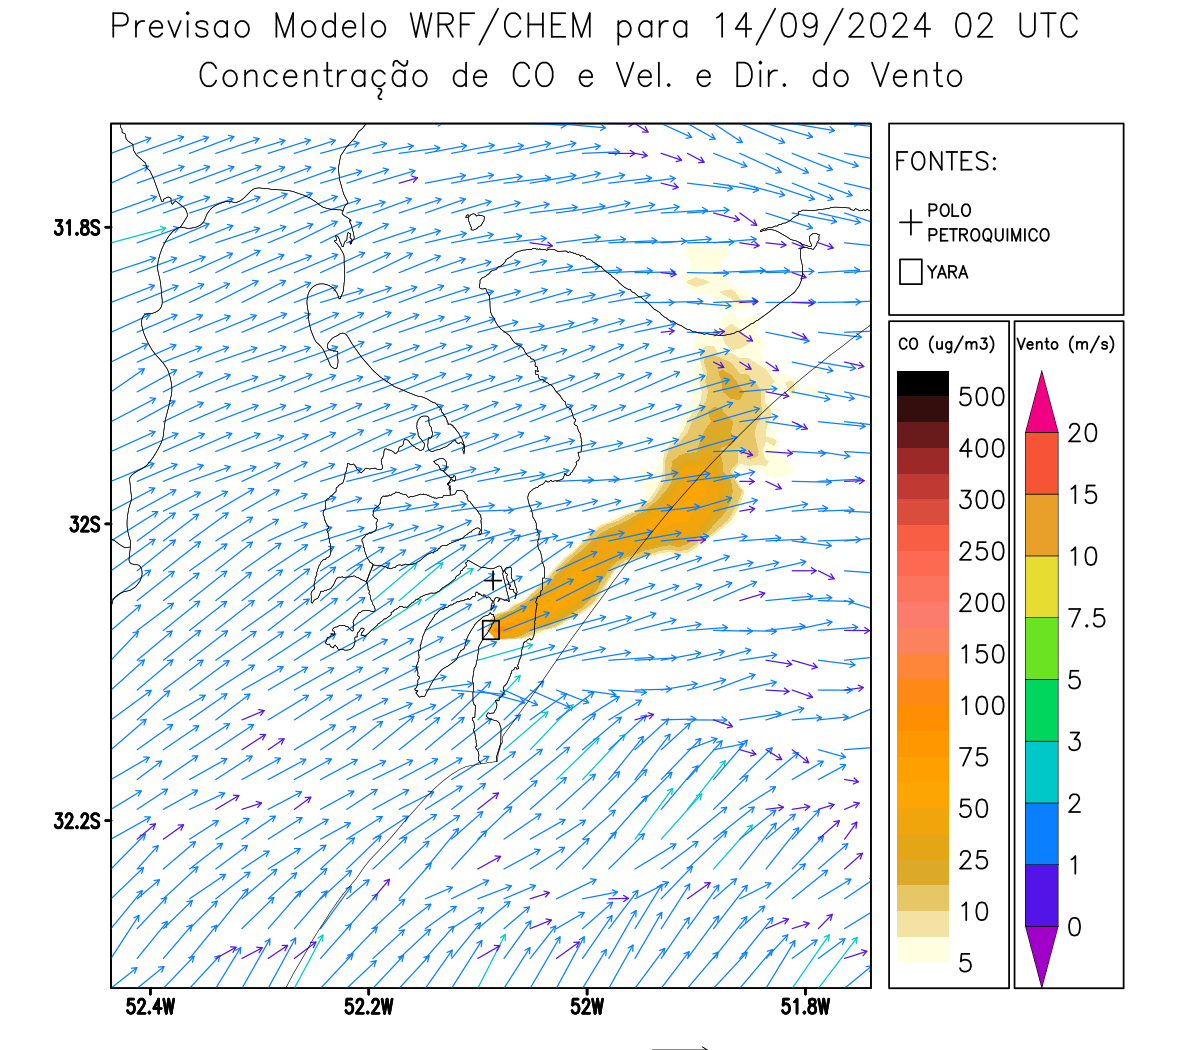 Previsao Modelo WRF/CHEM para 14/09/2024 02 UTC
Concentração de CO e Vel. e Dir. do Vento
FONTES:
POLO
PETROQUIMICO
YARA
CO (ug/m3)
500
400
300
250
200
150
100
75
50
25
10
5
Vento (m/s)
20
15
10
7.5
5
3
2
1
0
31.8S
32S
32.2S
52.4W
52.2W
52W
51.8W